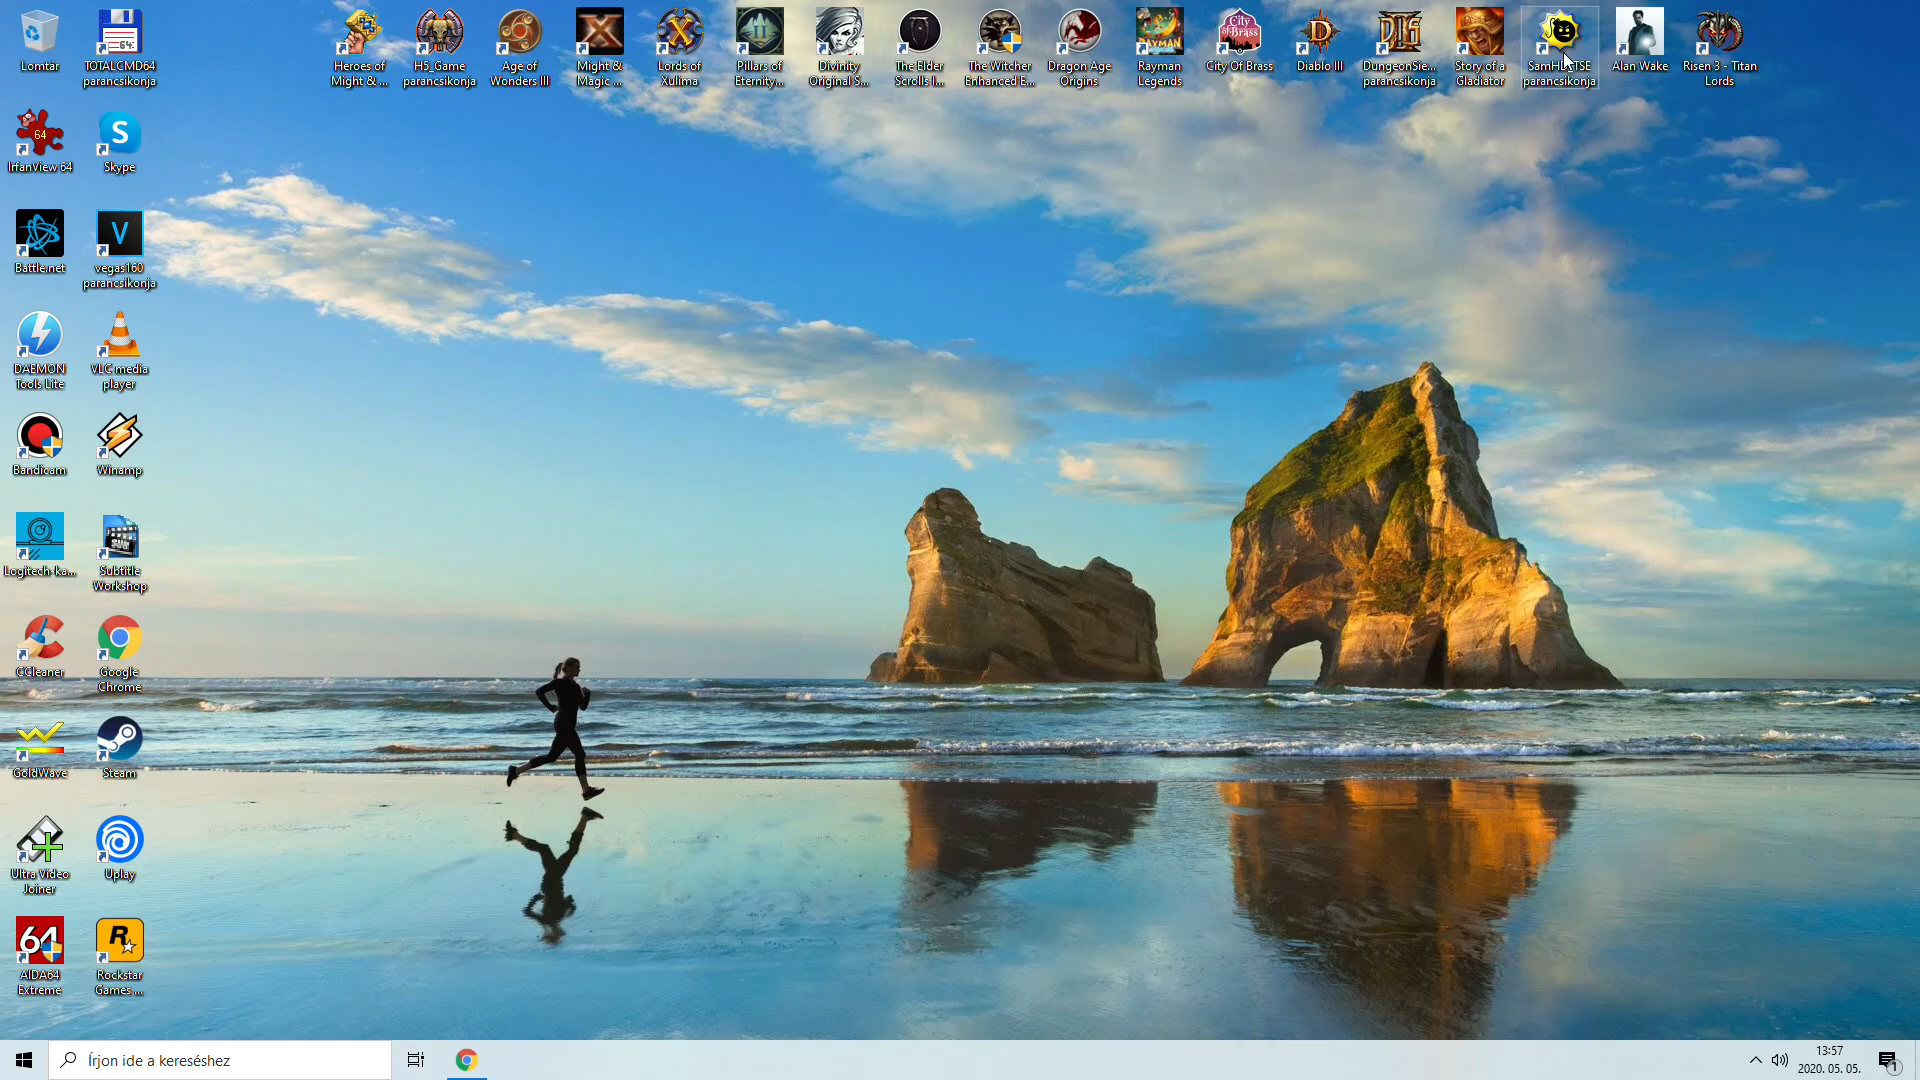 Lomtár
TOTALCMD64
parancsikonja
Heroes of
Might & ...
H5_Game
parancsikonja
Age of
Wonders III
Might &
Magic ...
Lords of
Xulima
Pillars of
Eternity...
Divinity
Original S...
The Elder
Scrolls I...
The Witcher
Enhanced E...
Dragon Age
Origins
Rayman
Legends
City Of Brass
Diablo III
DungeonSie...
parancsikonja
Story of a
Gladiator
parancsikonja
Alan Wake
Risen 3 - Titan
Lords
64
IrfanView 64
Skype
Battle.net
vegas160
parancsikonja
DAEMON
Tools Lite
VLC media
player
Bandicam
Winamp
Logitech-ka...
Subtitle
Workshop
CCleaner
Google
Chrome
GoldWave
Steam
Ultra Video
Joiner
Uplay
64
AIDA64
Extreme
Rockstar
Games ...
Írjon ide a kereséshez
13:57
2020. 05. 05.
1